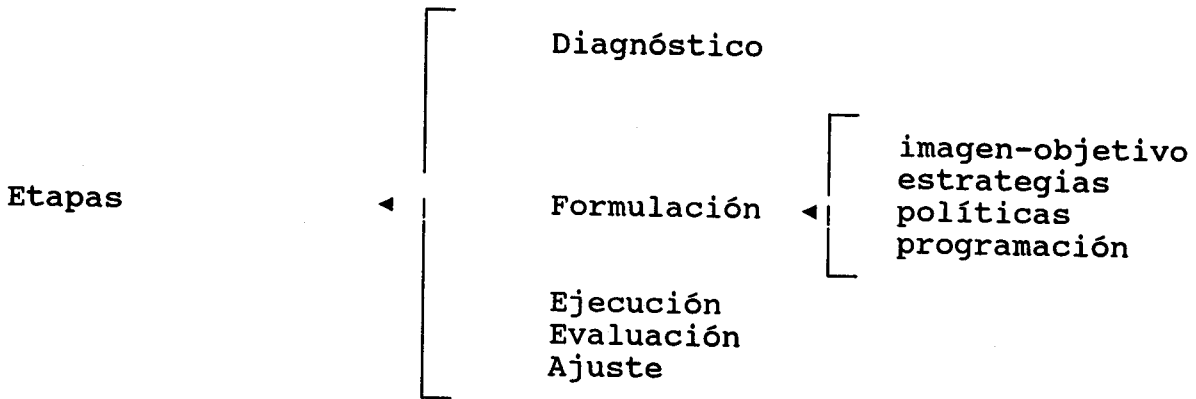 Etapas
Diagnóstico
Formulación
imagen-objetivo
estrategias
políticas
programación
Ejecución
Evaluación
Ajuste